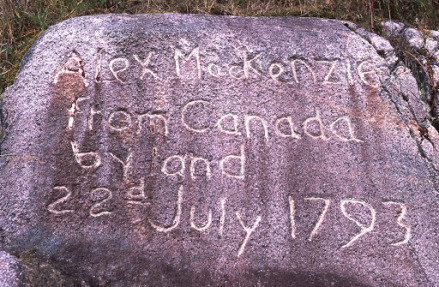 Alex MacKenzie
from Canada
by land
22d July 1793